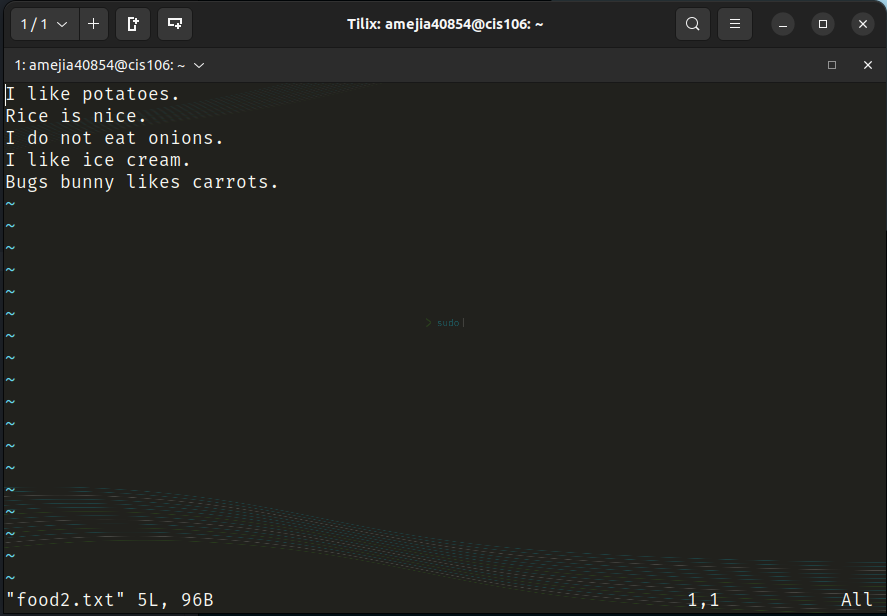 1 / 1
Tilix: amejia40854@cis106: ~
1: amejia40854@cis106: ~
I like potatoes.
Rice is nice.
I do not eat onions.
I like ice cream.
Bugs bunny likes carrots.
~
~
~
~
~
~
> sudo
~
~
~
~
~
~
~
~
~
~
~
~
"food2.txt" 5L, 96B 1,1 All